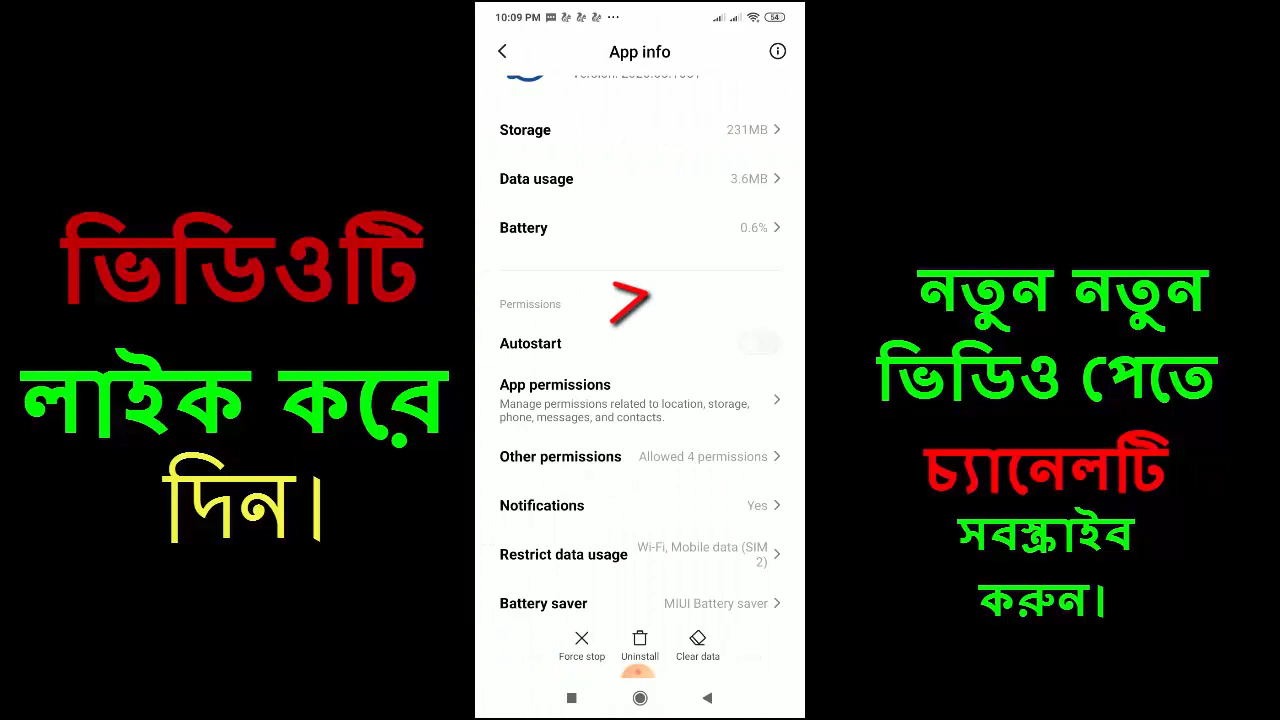 ভিডিওটি
লাইক করে
দিন।
10:09 PM
54
App info
Storage 231MB
Data usage 3.6MB
Battery 0.6%
Permissions
Autostart
App permissions
Manage permissions related to location, storage,
phone, messages, and contacts.
Other permissions Allowed 4 permissions
Notifications Yes
Restrict data usage Wi-Fi, Mobile data (SIM
2)
Battery saver MIUI Battery saver
Force stop Uninstall Clear data
নতুন নতুন
ভিডিও পেতে
চ্যানেলটি
সবস্ক্রাইব
করুন।